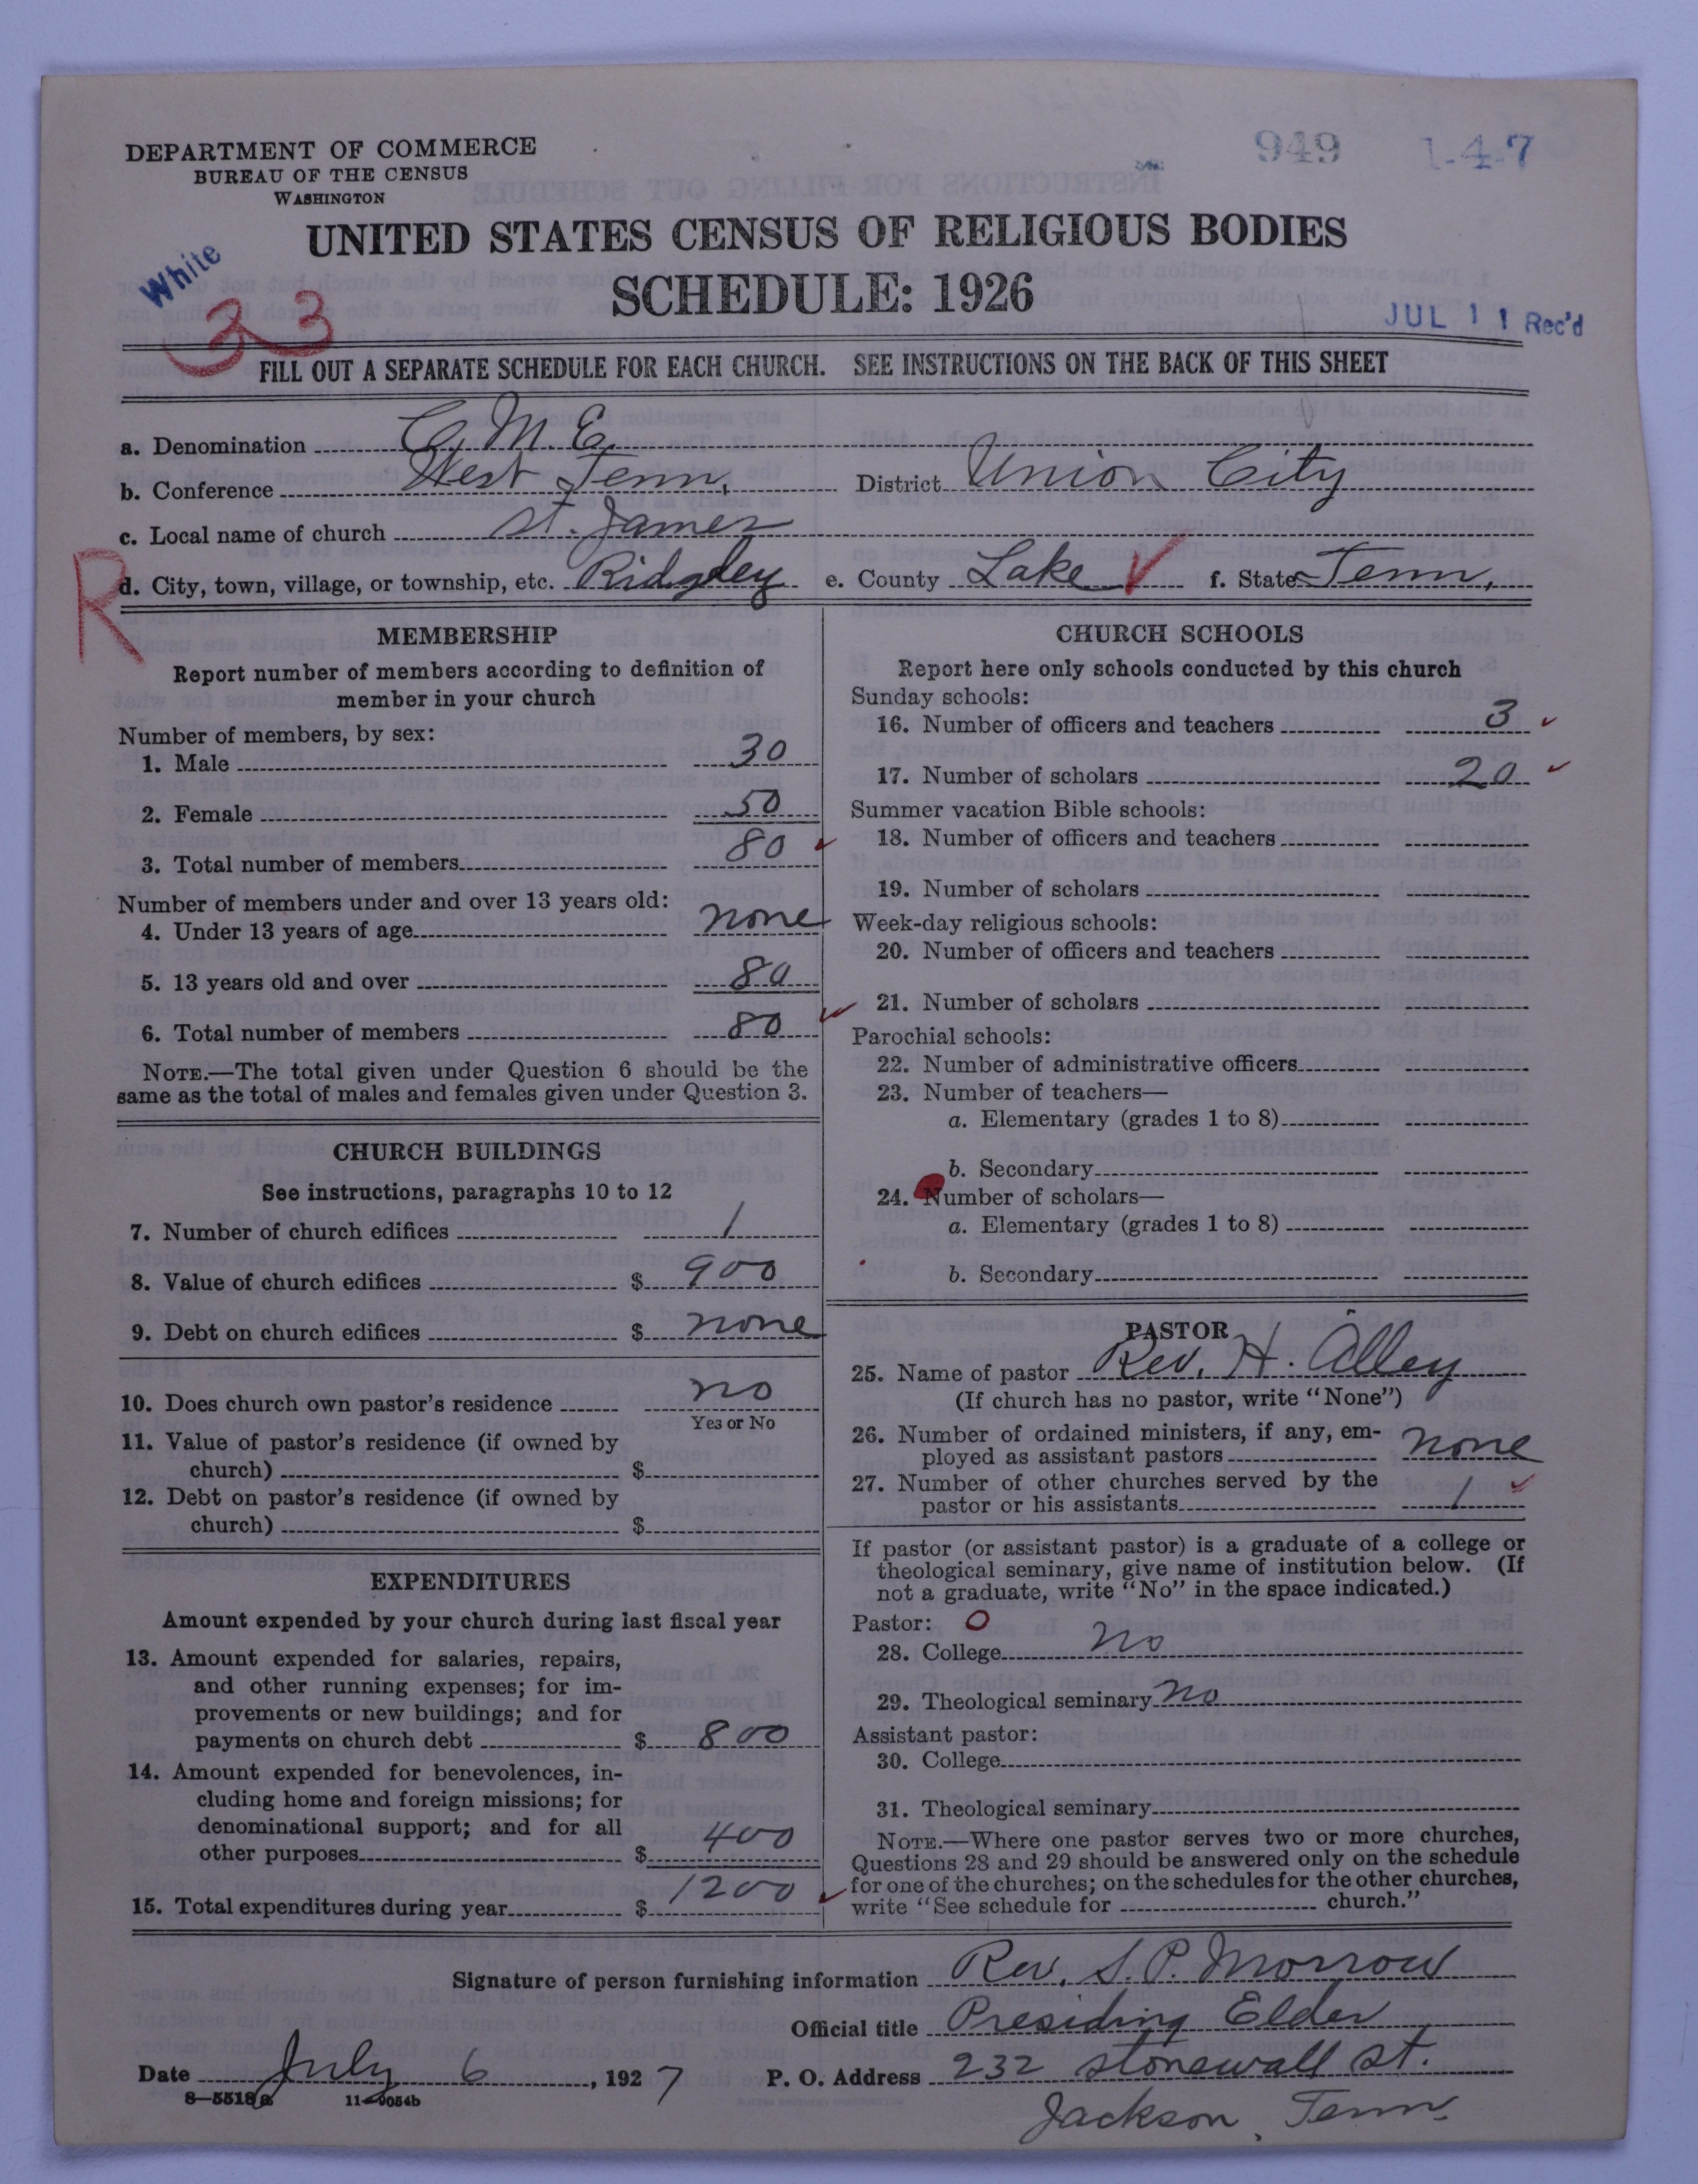 949 1-4-7
DEPARTMENT OF COMMERCE
BUREAU OF THE CENSUS
WASHINGTON
UNITED STATES CENSUS OF RELIGIOUS BODIES
SCHEDULE: 1926
White
33
JUL 11 Rec'd
FILL OUT A SEPARATE SCHEDULE FOR EACH CHURCH. SEE INSTRUCTIONS ON THE BACK OF THIS SHEET
a. Denomination C. M. E.
b. Conference West Tenn. District Union City
c. Local name of church St. James
R
d. City, town, village, or township, etc. Ridgley e. County Lake f. State Tenn.
MEMBERSHIP
Report number of members according to definition of
member in your church
Number of members, by sex:
1. Male 30
2. Female 50
3. Total number of members 80
Number of members under and over 13 years old:
4. Under 13 years of age none
5. 13 years old and over 80
6. Total number of members 80
NOTE.—The total given under Question 6 should be the
same as the total of males and females given under Question 3.
CHURCH BUILDINGS
See instructions, paragraphs 10 to 12
7. Number of church edifices 1
8. Value of church edifices $ 900
9. Debt on church edifices $ none
10. Does church own pastor's residence no
Yes or No
11. Value of pastor's residence (if owned by
church) $
12. Debt on pastor's residence (if owned by
church) $
EXPENDITURES
Amount expended by your church during last fiscal year
13. Amount expended for salaries, repairs,
and other running expenses; for im-
provements or new buildings; and for
payments on church debt $ 800
14. Amount expended for benevolences, in-
cluding home and foreign missions; for
denominational support; and for all
other purposes $ 400
15. Total expenditures during year $ 1200
CHURCH SCHOOLS
Report here only schools conducted by this church
Sunday schools:
16. Number of officers and teachers 3
17. Number of scholars 20
Summer vacation Bible schools:
18. Number of officers and teachers
19. Number of scholars
Week-day religious schools:
20. Number of officers and teachers
21. Number of scholars
Parochial schools:
22. Number of administrative officers
23. Number of teachers—
a. Elementary (grades 1 to 8)
b. Secondary
24. Number of scholars—
a. Elementary (grades 1 to 8)
b. Secondary
PASTOR
25. Name of pastor Rev. H. Alley
(If church has no pastor, write "None")
26. Number of ordained ministers, if any, em-
ployed as assistant pastors none
27. Number of other churches served by the
pastor or his assistants 1
If pastor (or assistant pastor) is a graduate of a college or
theological seminary, give name of institution below. (If
not a graduate, write "No" in the space indicated.)
Pastor: O
28. College no
29. Theological seminary no
Assistant pastor:
30. College
31. Theological seminary
NOTE.—Where one pastor serves two or more churches,
Questions 28 and 29 should be answered only on the schedule
for one of the churches; on the schedules for the other churches,
write "See schedule for church."
Signature of person furnishing information Rev. S. P. Morrow
Official title Presiding Elder
Date July 6, 1927 P. O. Address 232 Stonewall St.
8—5518a 11—9054b
Jackson, Tenn.